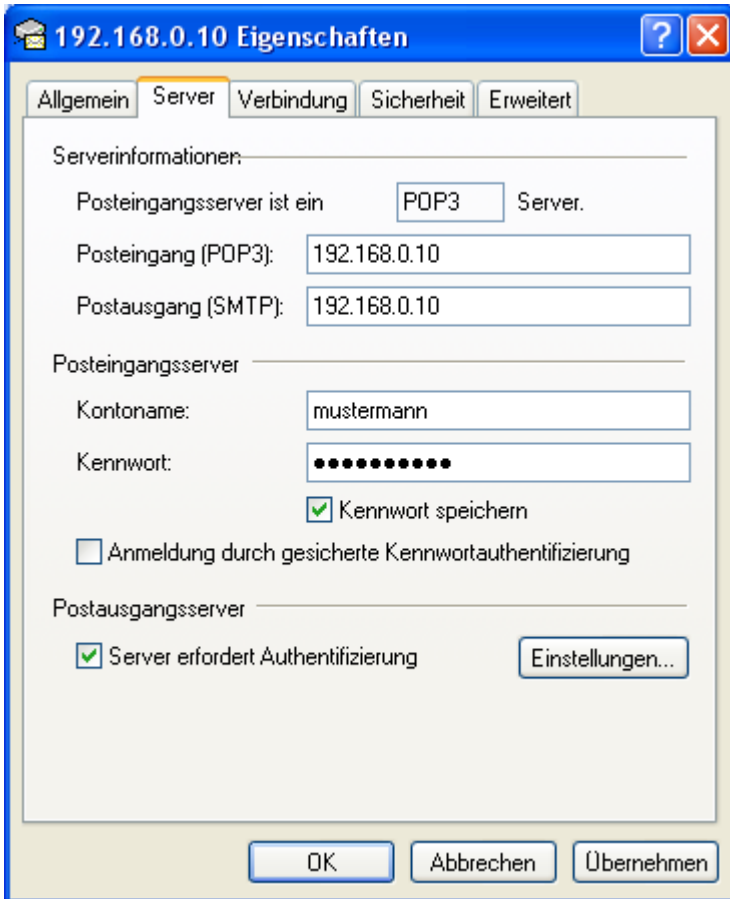 192.168.0.10 Eigenschaften
Allgemein Server Verbindung Sicherheit Erweitert
Serverinformationen
Posteingangsserver ist ein POP3 Server.
Posteingang (POP3): 192.168.0.10
Postausgang (SMTP): 192.168.0.10
Posteingangsserver
Kontoname: mustermann
Kennwort: ●●●●●●●●●●
Kennwort speichern
Anmeldung durch gesicherte Kennwortauthentifizierung
Postausgangsserver
Server erfordert Authentifizierung Einstellungen...
OK Abbrechen Übernehmen